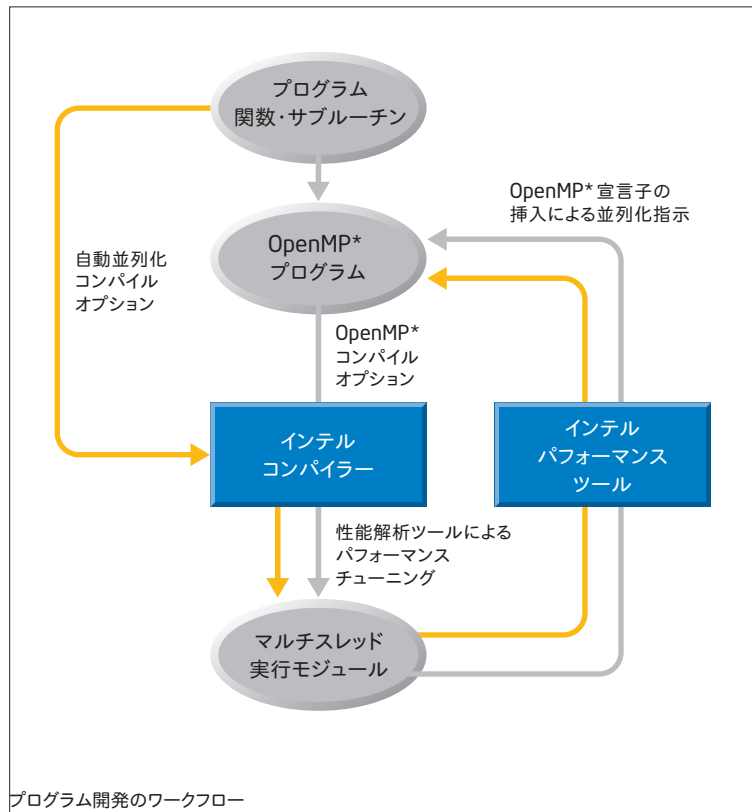 プログラム
関数・サブルーチン
OpenMP* 宣言子の
挿入による並列化指示
OpenMP*
プログラム
自動並列化
コンパイル
オプション
OpenMP*
コンパイル
オプション
インテル
コンパイラー
インテル
パフォーマンス
ツール
性能解析ツールによる
パフォーマンス
チューニング
マルチスレッド
実行モジュール
プログラム開発のワークフロー